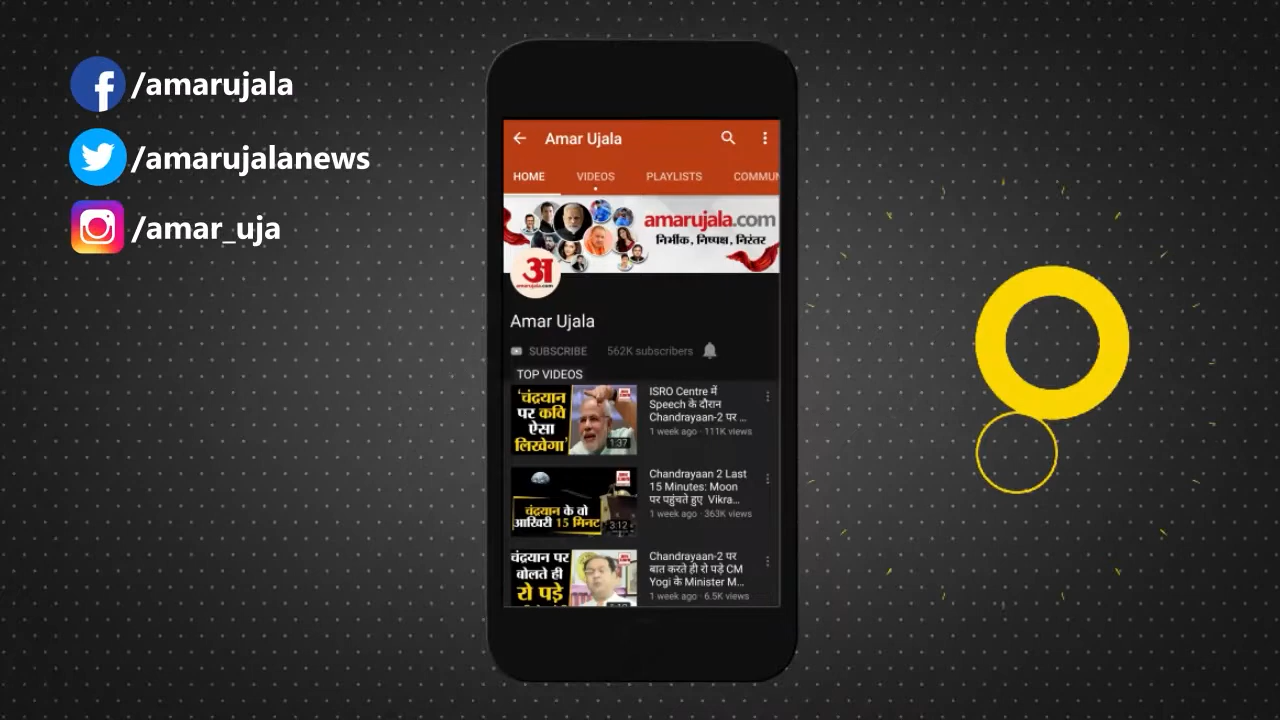 /amarujala
/amarujalanews
/amar_uja
Amar Ujala
HOME VIDEOS PLAYLISTS COMMUN
amarujala.com
निर्भीक, निष्पक्ष, निरंतर
अ
amarujala.com
Amar Ujala
SUBSCRIBE 562K subscribers
TOP VIDEOS
'चंद्रयान
पर कवि
ऐसा
लिखेगा'
1:37
ISRO Centre में
Speech के दौरान
Chandrayaan-2 पर ...
1 week ago · 111K views
चंद्रयान के वो
आखिरी 15 मिनट
3:12
Chandrayaan 2 Last
15 Minutes: Moon
पर पहुंचते हुए Vikra...
1 week ago · 363K views
चंद्रयान पर
बोलते ही
रो पड़े
Chandrayaan-2 पर
बात करते ही रो पड़े CM
Yogi के Minister M...
1 week ago · 6.5K views